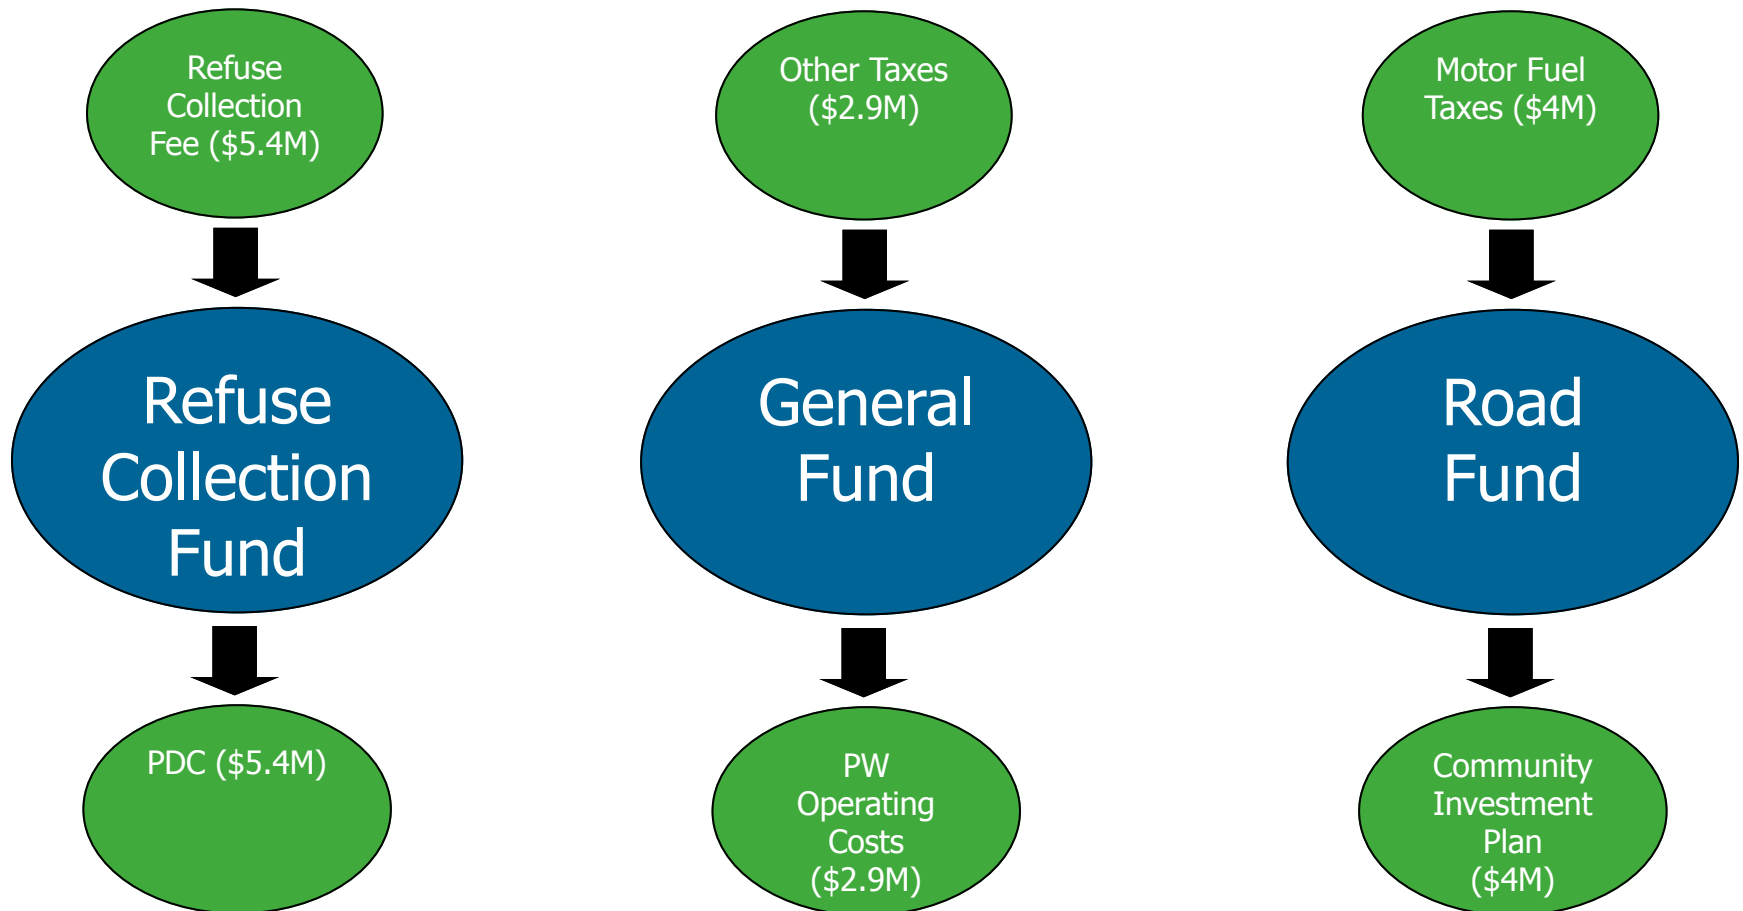 Refuse
Collection
Fee ($5.4M)
Other Taxes
($2.9M)
Motor Fuel
Taxes ($4M)
Refuse
Collection
Fund
General
Fund
Road
Fund
PDC ($5.4M)
PW
Operating
Costs
($2.9M)
Community
Investment
Plan
($4M)